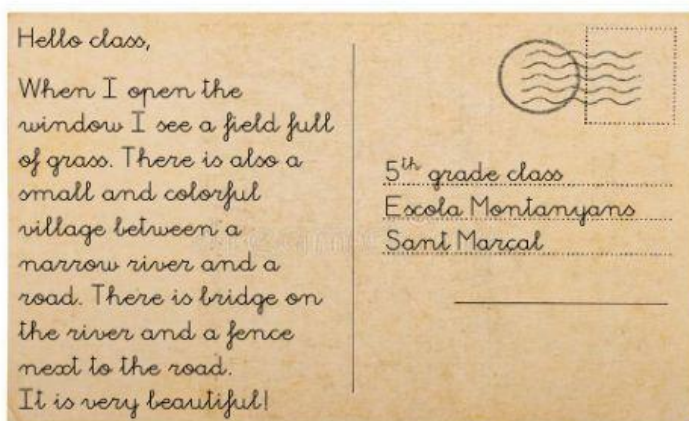 Hello class,
When I open the
window I see a field full
of grass. There is also a
small and colorful
village between a
narrow river and a
road. There is bridge on
the river and a fence
next to the road.
It is very beautiful!
5th grade class
Escola Montanyans
Sant Marçal